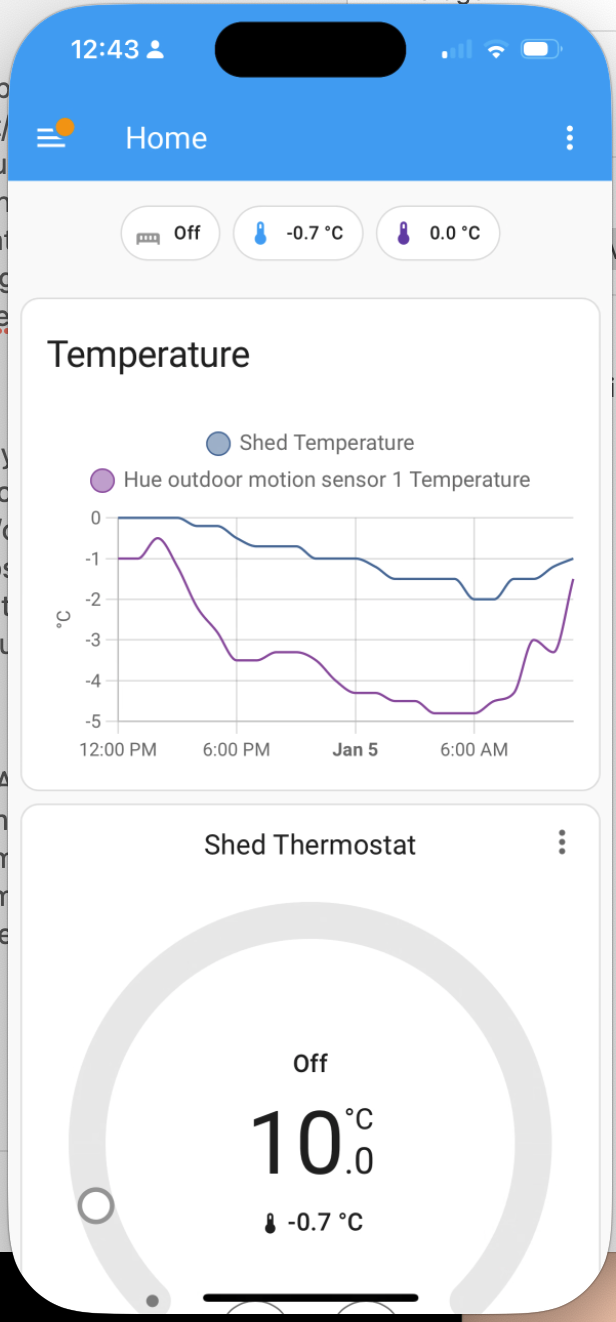 12:43
Home
Off
-0.7 °C
0.0 °C
Temperature
Shed Temperature
Hue outdoor motion sensor 1 Temperature
0
-1
-2
-3
-4
-5
°C
12:00 PM
6:00 PM
Jan 5
6:00 AM
Shed Thermostat
Off
10.0 °C
-0.7 °C